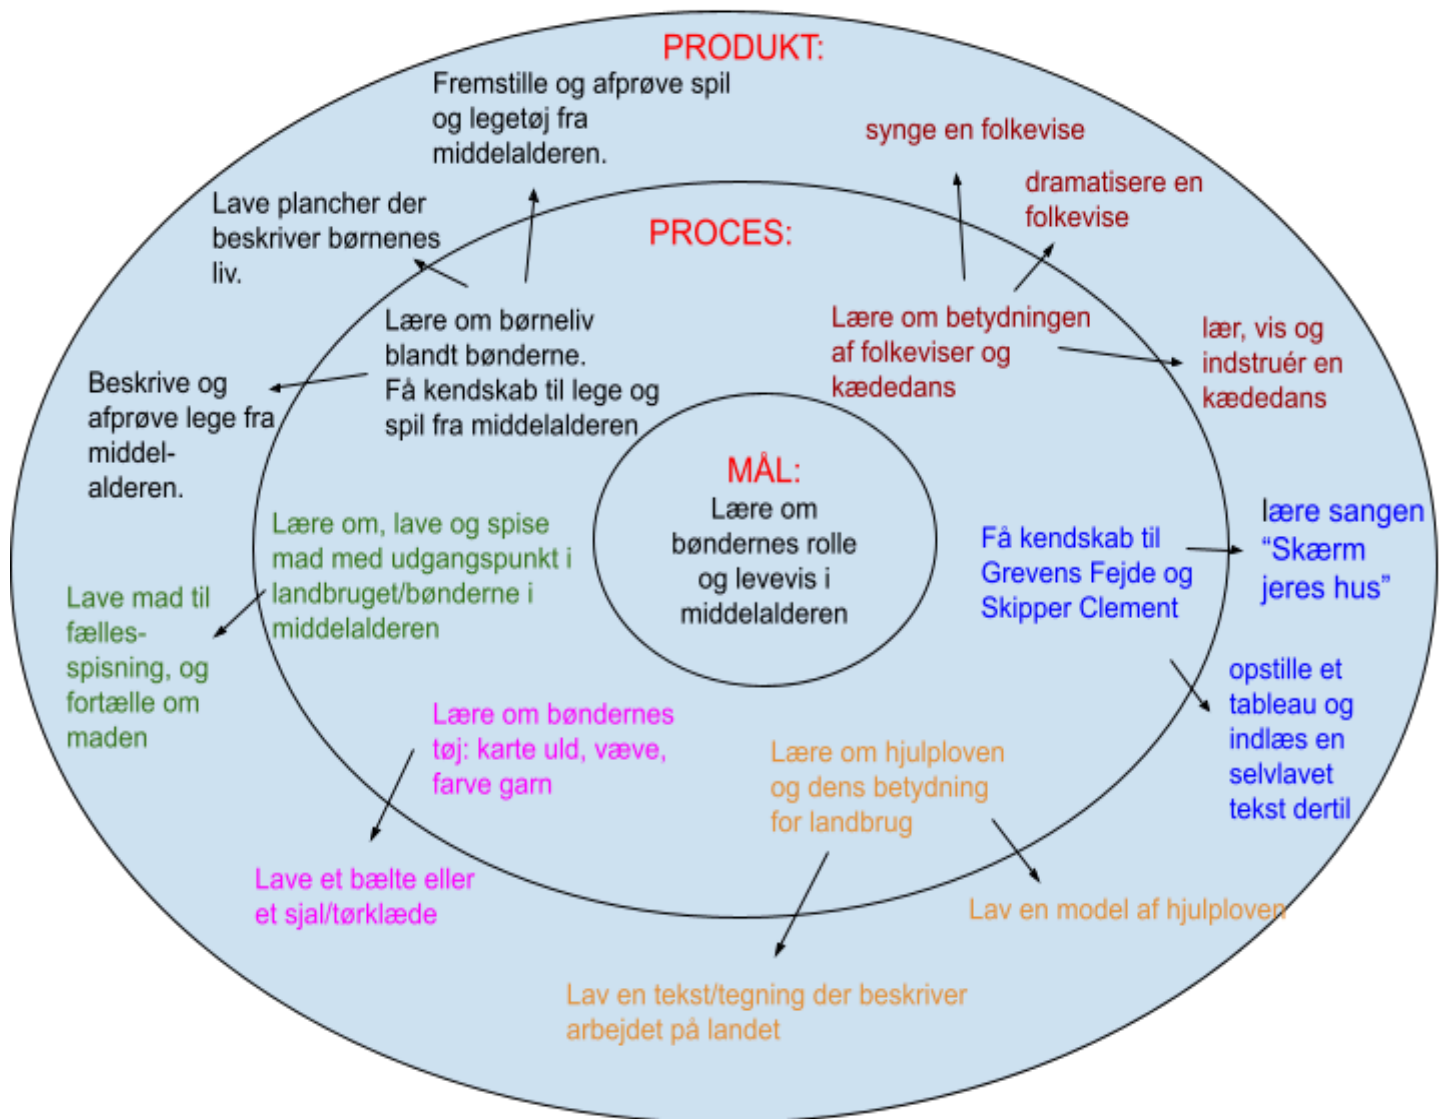 PRODUKT:
Fremstille og afprøve spil
og legetøj fra
middelalderen.
synge en folkevise
dramatisere en
folkevise
Lave plancher der
beskriver børnenes
liv.
PROCES:
Lære om børneliv
blandt bønderne.
Få kendskab til lege og
spil fra middelalderen
Lære om betydningen
af folkeviser og
kædedans
lær, vis og
indstruér en
kædedans
Beskrive og
afprøve lege fra
middel-
alderen.
MÅL:
Lære om
bøndernes rolle
og levevis i
middelalderen
Lære om, lave og spise
mad med udgangspunkt i
landbruget/bønderne i
middelalderen
Få kendskab til
Grevens Fejde og
Skipper Clement
lære sangen
“Skærm
jeres hus”
Lave mad til
fælles-
spisning, og
fortælle om
maden
opstille et
tableau og
indlæs en
selvlavet
tekst dertil
Lære om bøndernes
tøj: karte uld, væve,
farve garn
Lære om hjulploven
og dens betydning
for landbrug
Lave et bælte eller
et sjal/tørklæde
Lav en model af hjulploven
Lav en tekst/tegning der beskriver
arbejdet på landet